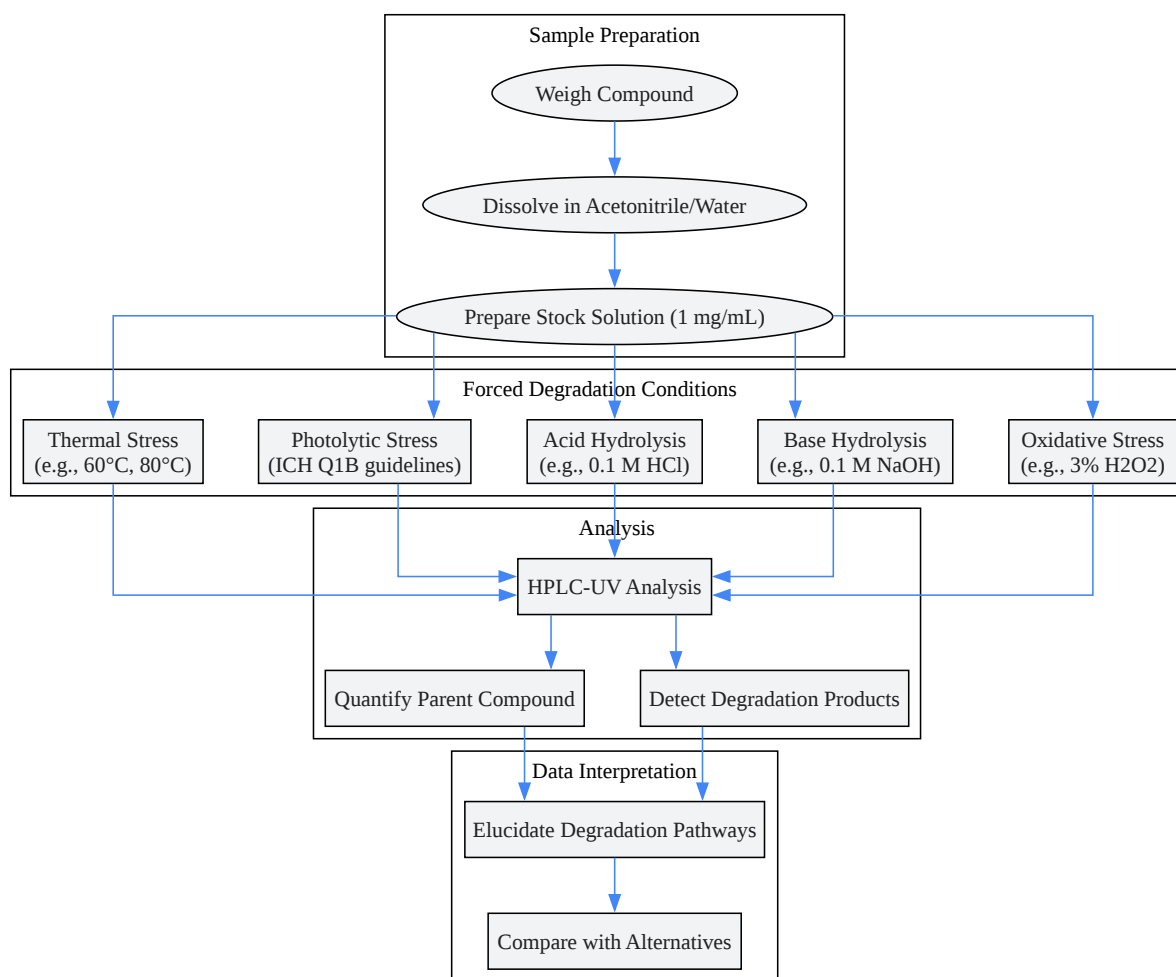 Sample Preparation
Weigh Compound
Dissolve in Acetonitrile/Water
Prepare Stock Solution (1 mg/mL)
Forced Degradation Conditions
Thermal Stress
(e.g., 60°C, 80°C)
Photolytic Stress
(ICH Q1B guidelines)
Acid Hydrolysis
(e.g., 0.1 M HCl)
Base Hydrolysis
(e.g., 0.1 M NaOH)
Oxidative Stress
(e.g., 3% H2O2)
Analysis
HPLC-UV Analysis
Quantify Parent Compound
Detect Degradation Products
Data Interpretation
Elucidate Degradation Pathways
Compare with Alternatives